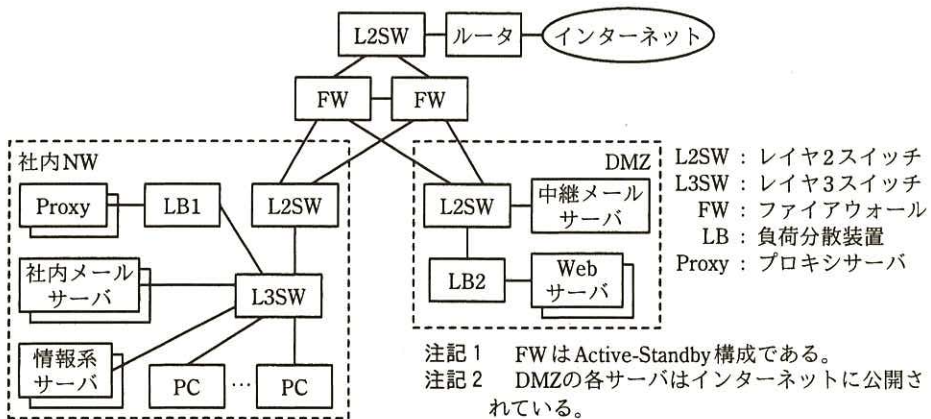 L2SW
ルータ
インターネット
FW
FW
社内NW
Proxy
LB1
L2SW
社内メール
サーバ
L3SW
情報系
サーバ
PC
…
PC
DMZ
L2SW
中継メール
サーバ
LB2
Web
サーバ
L2SW：レイヤ2スイッチ
L3SW：レイヤ3スイッチ
FW：ファイアウォール
LB：負荷分散装置
Proxy：プロキシサーバ
注記1 FWはActive-Standby構成である。
注記2 DMZの各サーバはインターネットに公開さ
れている。